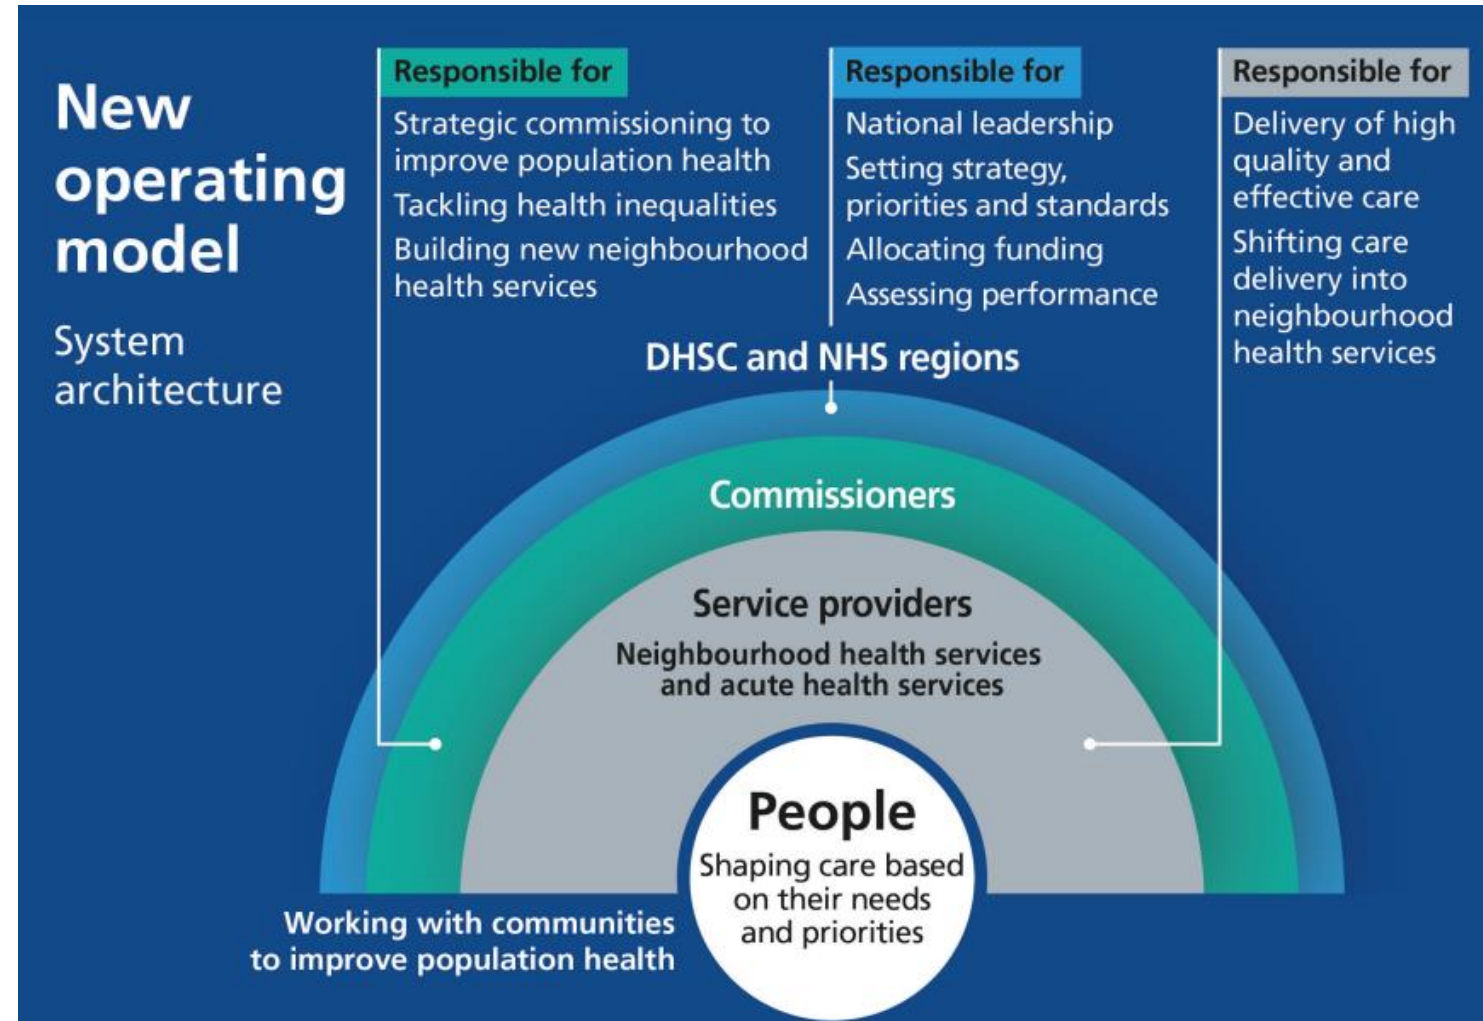 New
operating
model
System
architecture
Responsible for
Strategic commissioning to
improve population health
Tackling health inequalities
Building new neighbourhood
health services
Responsible for
National leadership
Setting strategy,
priorities and standards
Allocating funding
Assessing performance
Responsible for
Delivery of high
quality and
effective care
Shifting care
delivery into
neighbourhood
health services
DHSC and NHS regions
Commissioners
Service providers
Neighbourhood health services
and acute health services
People
Shaping care based
on their needs
and priorities
Working with communities
to improve population health